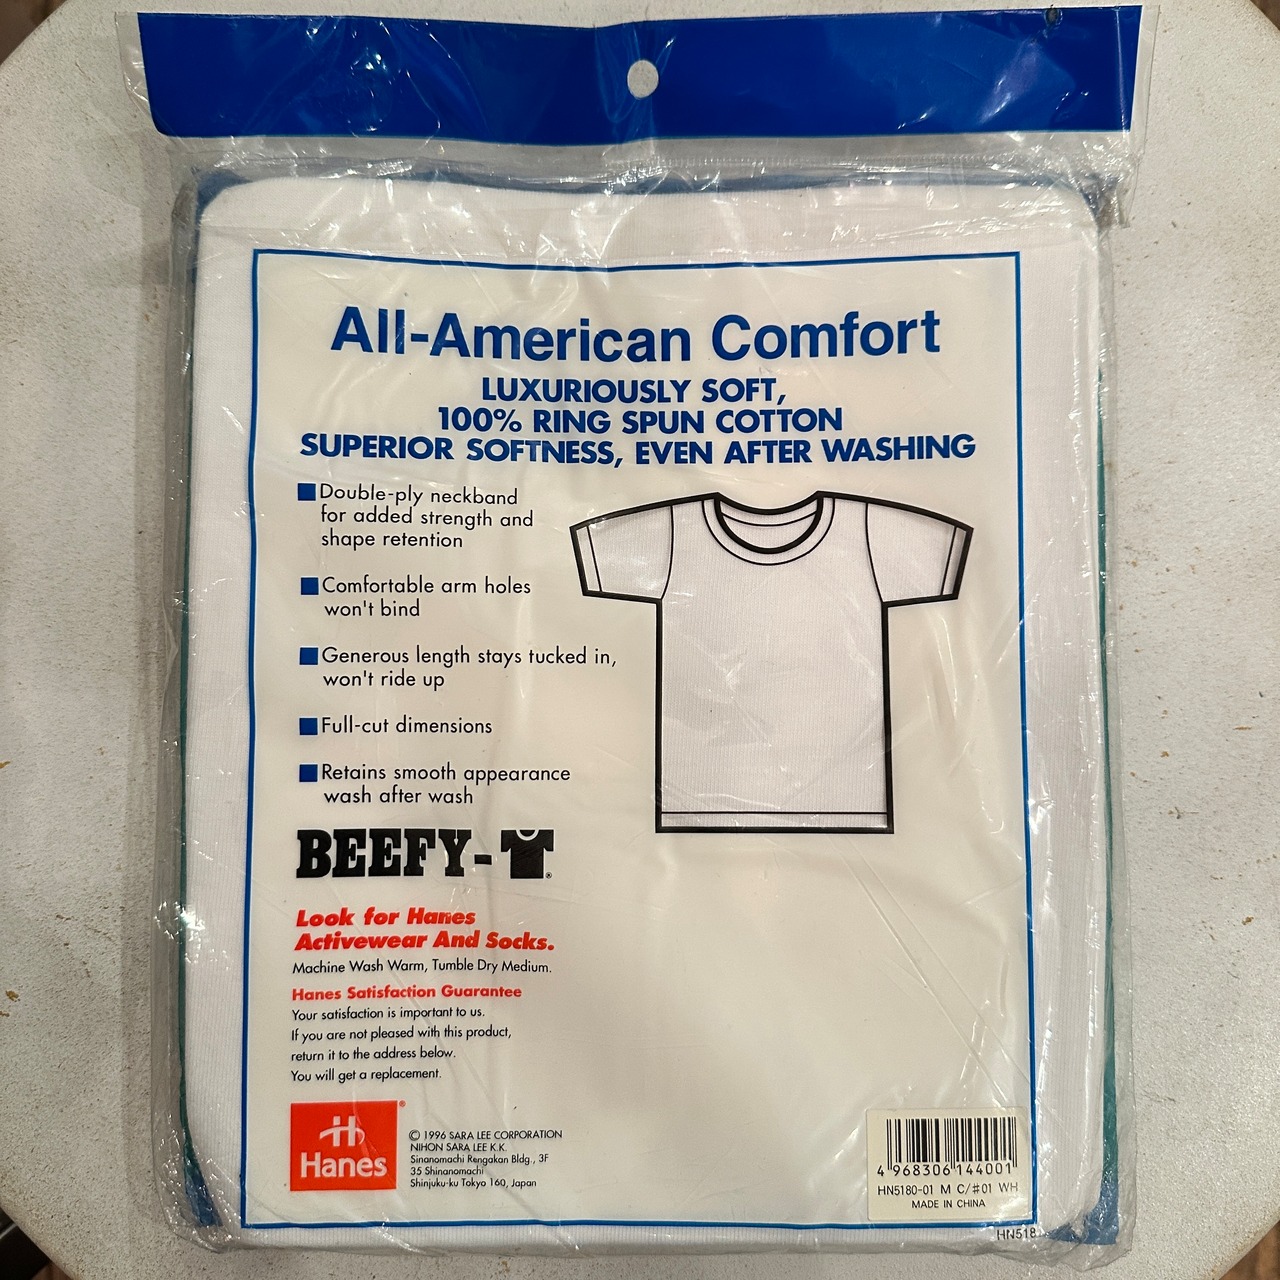 All-American Comfort
LUXURIOUSLY SOFT,
100% RING SPUN COTTON
SUPERIOR SOFTNESS, EVEN AFTER WASHING
Double-ply neckband
for added strength and
shape retention
Comfortable arm holes
won't bind
Generous length stays tucked in,
won't ride up
Full-cut dimensions
Retains smooth appearance
wash after wash
BEEFY-T®
Look for Hanes
Activewear And Socks.
Machine Wash Warm, Tumble Dry Medium.
Hanes Satisfaction Guarantee
Your satisfaction is important to us.
If you are not pleased with this product,
return it to the address below.
You will get a replacement.
H®
Hanes
© 1996 SARA LEE CORPORATION
NIHON SARA LEE K.K.
Sinanomachi Rengakan Bldg., 3F
35 Shinanomachi
Shinjuku-ku Tokyo 160, Japan
4 968306 144001
HN5180-01 M C/#01 WH
MADE IN CHINA
HN518